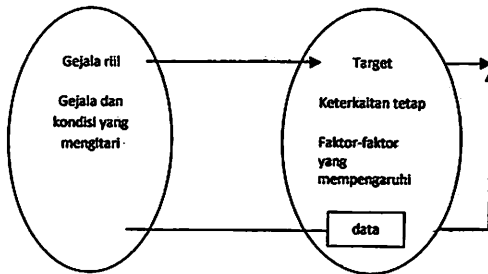 Gejala riil
Gejala dan
kondisi yang
mengitari
Target
Keterkaitan tetap
Faktor-faktor
yang
mempengaruhi
data